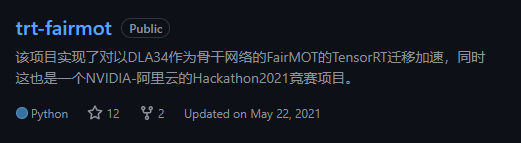 trt-fairmot Public
该项目实现了对以DLA34作为骨干网络的FairMOT的TensorRT迁移加速，同时
这也是一个NVIDIA-阿里云的Hackathon2021竞赛项目。
Python 12 2 Updated on May 22, 2021